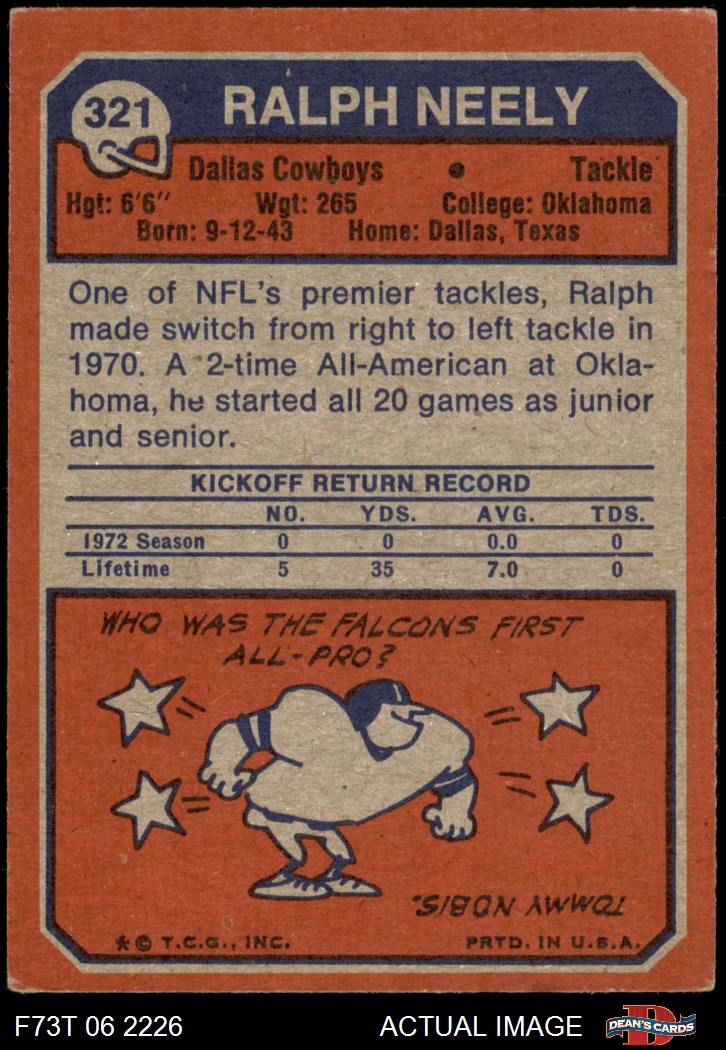 321
RALPH NEELY
Dallas Cowboys • Tackle
Hgt: 6'6" Wgt: 265 College: Oklahoma
Born: 9-12-43 Home: Dallas, Texas
One of NFL's premier tackles, Ralph
made switch from right to left tackle in
1970. A 2-time All-American at Okla-
homa, he started all 20 games as junior
and senior.
KICKOFF RETURN RECORD
NO. YDS. AVG. TDS.
1972 Season 0 0 0.0 0
Lifetime 5 35 7.0 0
WHO WAS THE FALCONS FIRST
ALL-PRO?
TOMMY NOBIS.
* © T.C.G., INC. PRTD. IN U.S.A.
F73T 06 2226 ACTUAL IMAGE D DEAN'S CARDS